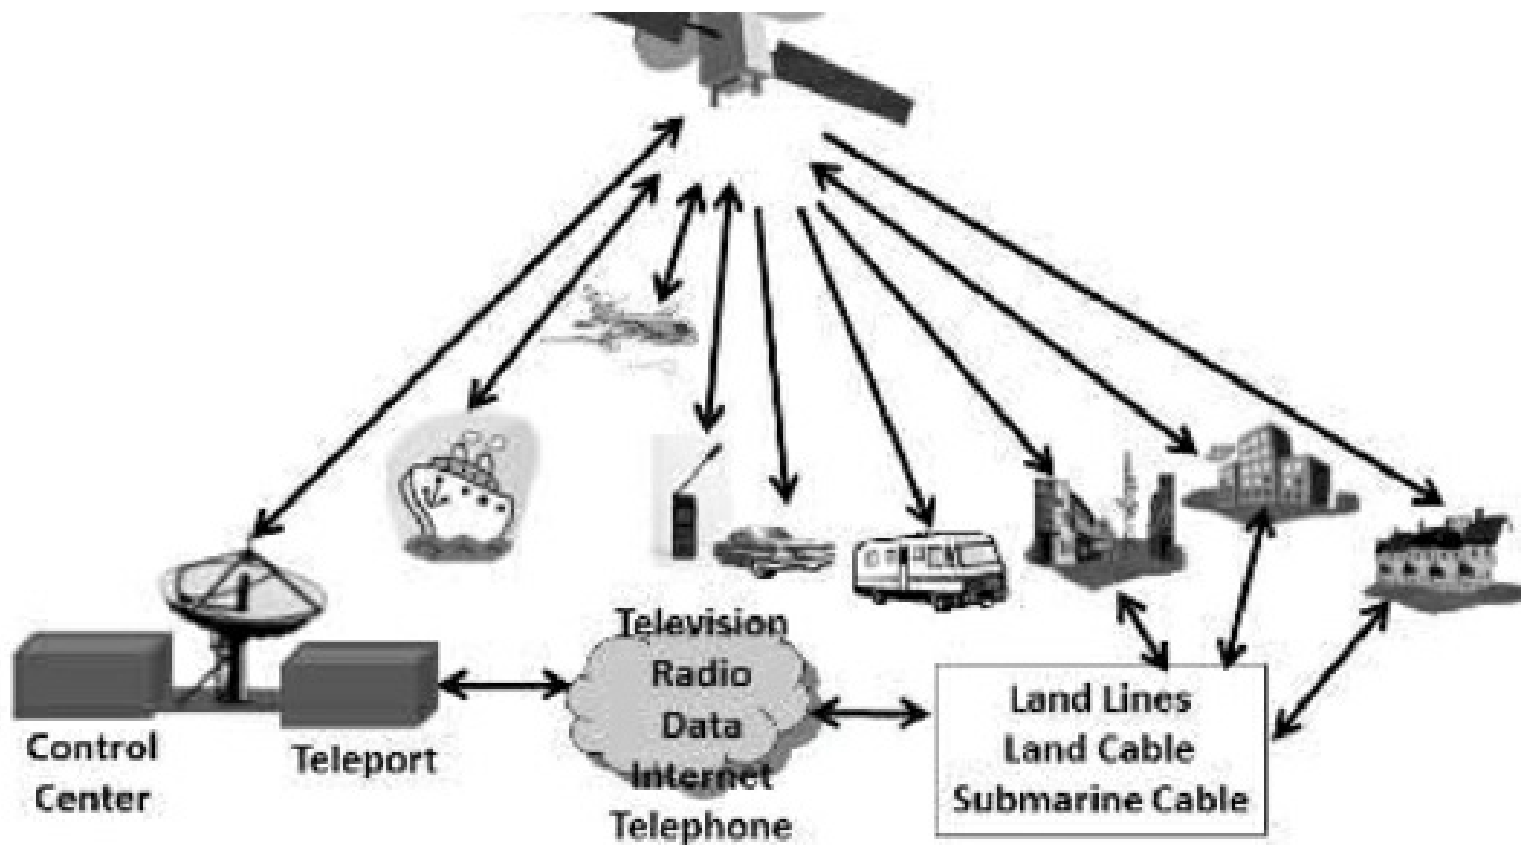 Control
Center
Teleport
Television
Radio
Data
Internet
Telephone
Land Lines
Land Cable
Submarine Cable